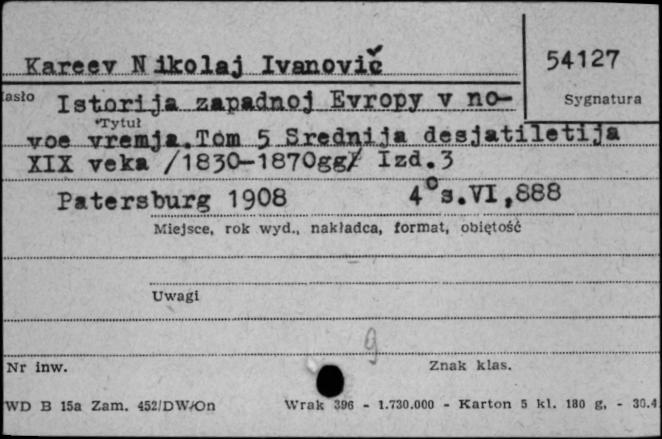 Kareev Nikolaj Ivanovič
54127
Sygnatura
Istorija zapadnoj Evropy v no-
Tytuł
voe vremja.Tom 5 Srednija desjatiletija
XIX veka /1830-1870gg/ Izd.3
Patersburg 1908 4°s.VI,888
Miejsce, rok wyd., nakładca, format, objętość
Uwagi
9
Nr inw. Znak klas.
WD B 15a Zam. 452/DW/On Wrak 396 - 1.730.000 - Karton 5 kl. 180 g. - 30.4